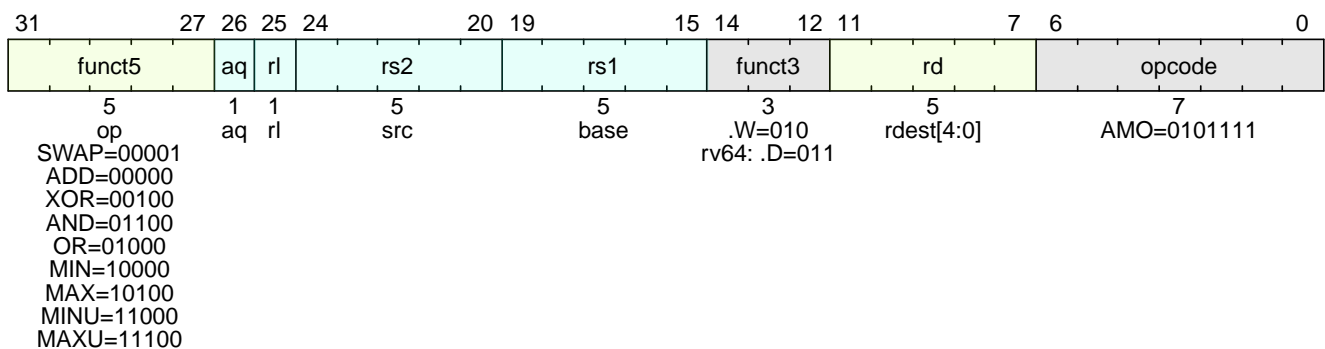 31 27 26 25 24 20 19 15 14 12 11 7 6 0
funct5 aq rl rs2 rs1 funct3 rd opcode
5 1 1 5 5 3 5 7
op aq rl src base .W=010 rdest[4:0] AMO=0101111
SWAP=00001 rv64: .D=011
ADD=00000
XOR=00100
AND=01100
OR=01000
MIN=10000
MAX=10100
MINU=11000
MAXU=11100